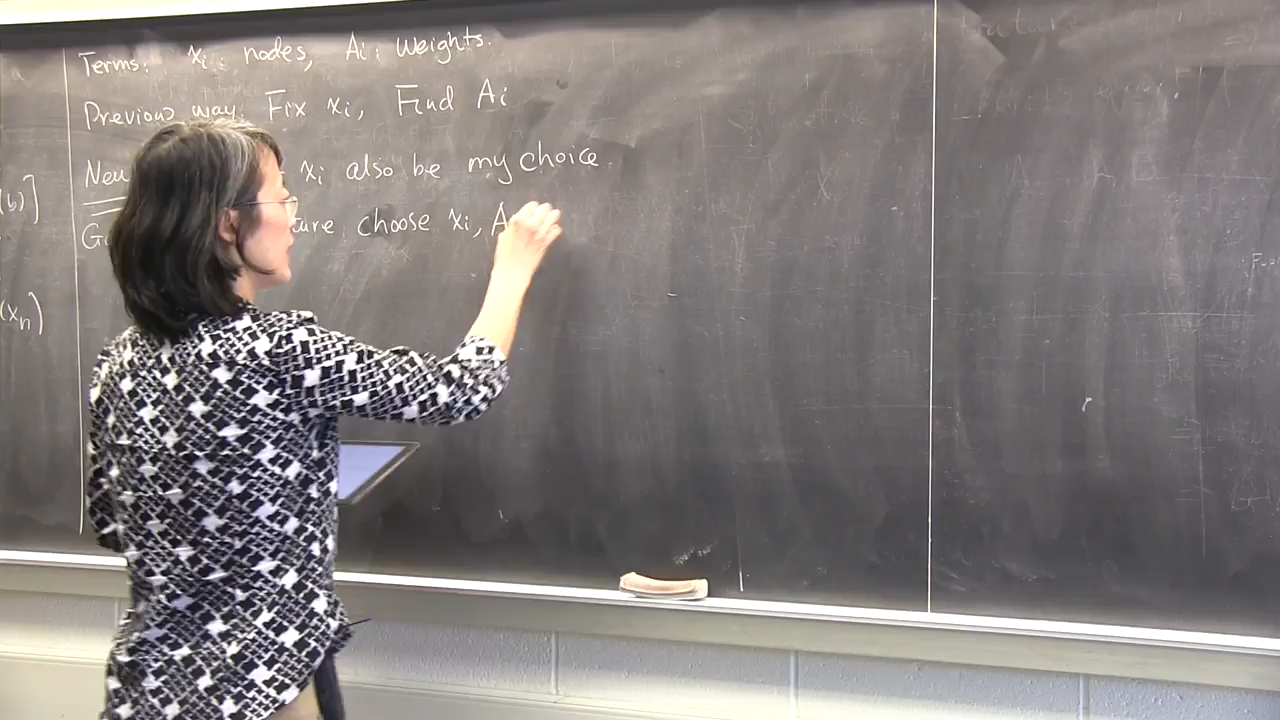 Terms: xi: nodes, Ai: weights.
Previous way: Fix xi, Find Ai
xi also be my choice.
choose xi, A
(b)]
(xn)